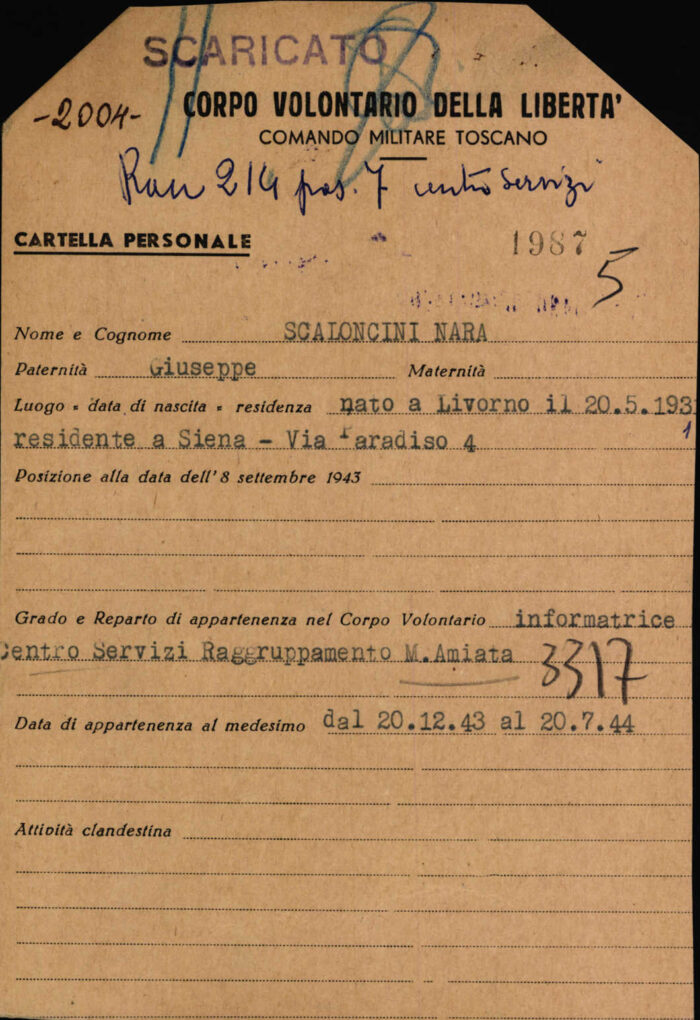 SCARICATO
-2004- CORPO VOLONTARIO DELLA LIBERTA'
COMANDO MILITARE TOSCANO
214 pos. 7 centro Servizi
CARTELLA PERSONALE 1987 5
Nome e Cognome SCALONCINI NARA
Paternità Giuseppe Maternità
Luogo - data di nascita - residenza nato a Livorno il 20.5.193
1
residente a Siena - Via Paradiso 4
Posizione alla data dell'8 settembre 1943
Grado e Reparto di appartenenza nel Corpo Volontario informatrice
Centro Servizi Raggruppamento M.Amiata 3317
Data di appartenenza al medesimo dal 20.12.43 al 20.7.44
Attività clandestina